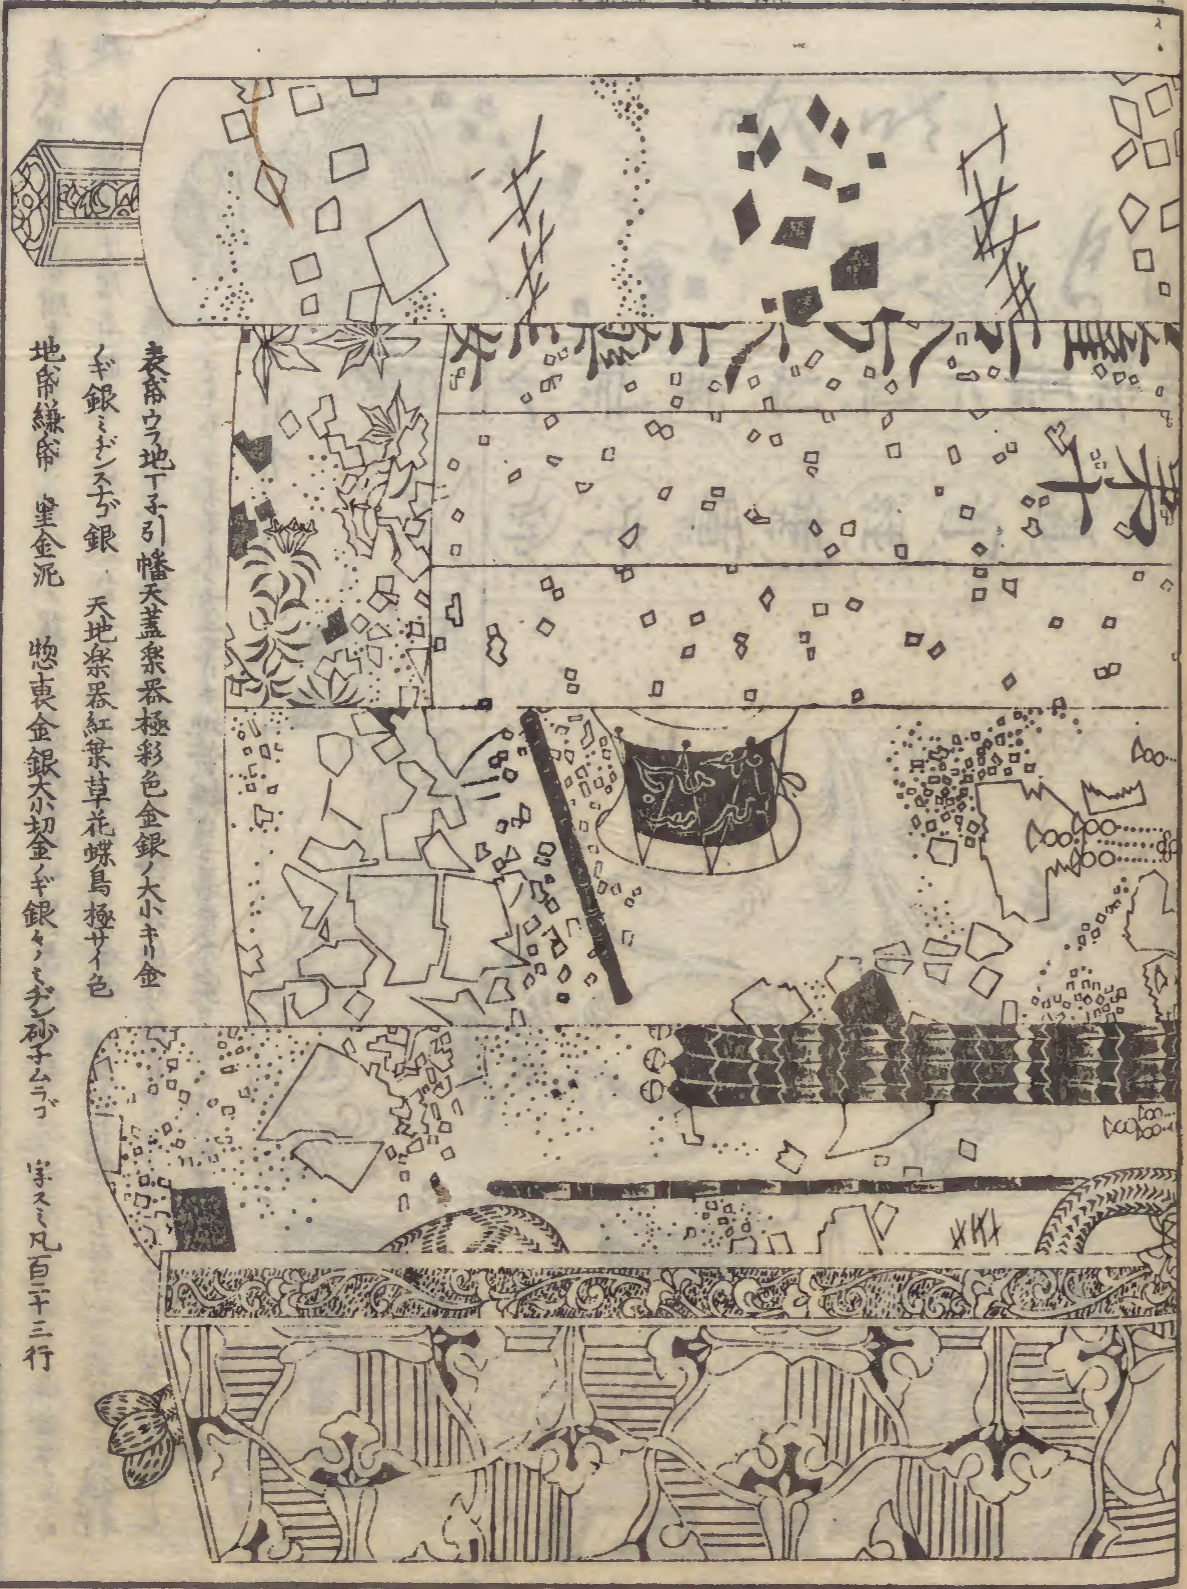 表帋ウラ地丁子引幡天蓋楽器極彩色金銀ノ大小キリ金
ノギ銀ミヂンスナゴ銀 天地楽器紅葉草花蝶鳥極サイ色
地帋縑帋 罫金泥 惣裏金銀大小切金ノギ銀 ミヂン砂子ムラゴ 字スミ凡百二十三行